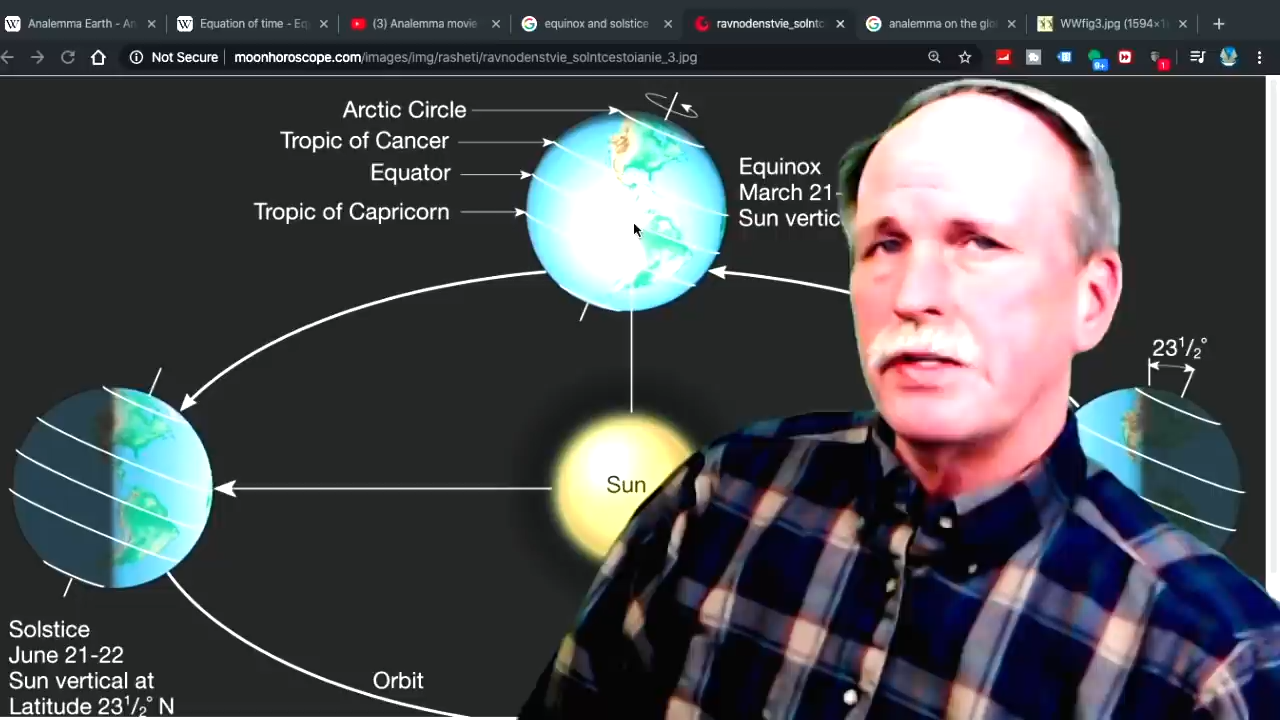 Analemma Earth - An
Equation of time - Eq
(3) Analemma movie
equinox and solstice
ravnodenstvie_solntc
analemma on the glo
WWfig3.jpg (1594×1
Not Secure
moonhoroscope.com/images/img/rasheti/ravnodenstvie_solntcestoianie_3.jpg
9+
1
Arctic Circle
Tropic of Cancer
Equator
Tropic of Capricorn
Equinox
March 21-
Sun vertic
23½°
Sun
Solstice
June 21-22
Sun vertical at
Latitude 23½° N
Orbit